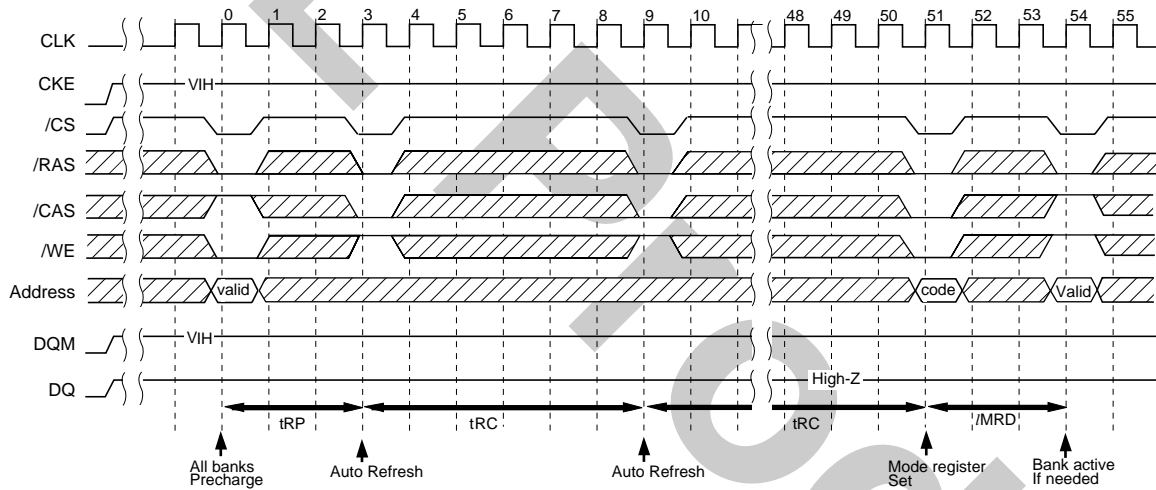 0 1 2 3 4 5 6 7 8 9 10 48 49 50 51 52 53 54 55
CLK
CKE
VIH
/CS
/RAS
/CAS
/WE
Address
valid
code
Valid
DQM
VIH
DQ
High-Z
tRP
tRC
tRC
lMRD
All banks
Precharge
Auto Refresh
Auto Refresh
Mode register
Set
Bank active
If needed